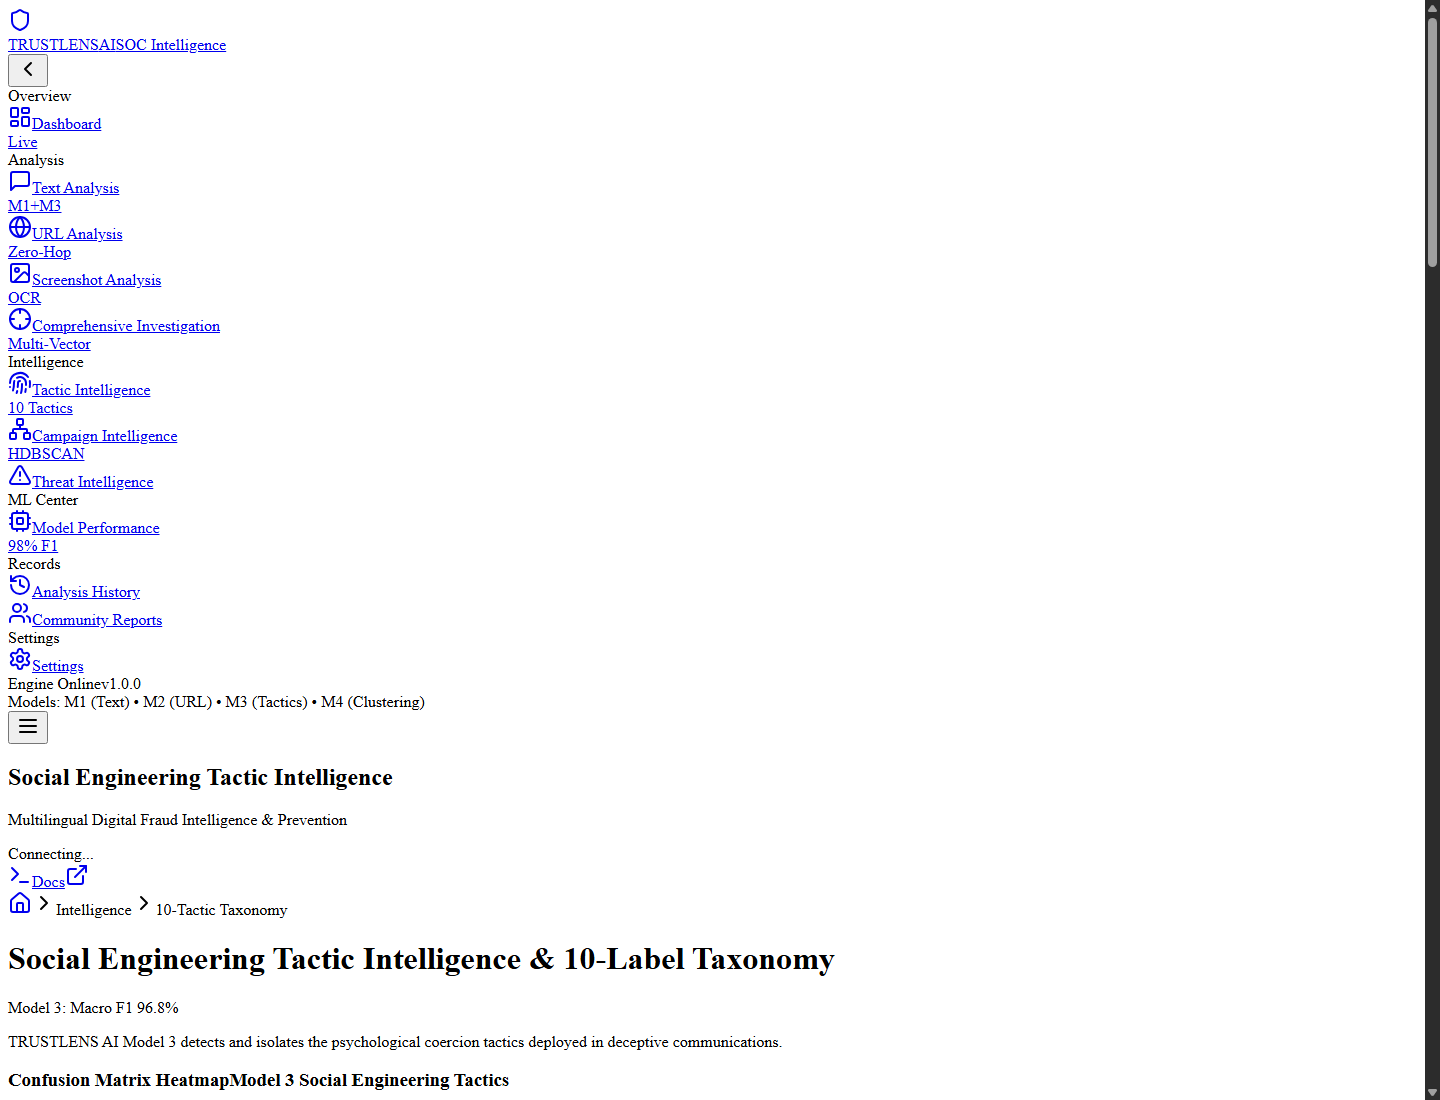 TRUSTLENSAISOC Intelligence
Overview
Dashboard
Live
Analysis
Text Analysis
M1+M3
URL Analysis
Zero-Hop
Screenshot Analysis
OCR
Comprehensive Investigation
Multi-Vector
Intelligence
Tactic Intelligence
10 Tactics
Campaign Intelligence
HDBSCAN
Threat Intelligence
ML Center
Model Performance
98% F1
Records
Analysis History
Community Reports
Settings
Settings
Engine Onlinev1.0.0
Models: M1 (Text) • M2 (URL) • M3 (Tactics) • M4 (Clustering)
Social Engineering Tactic Intelligence
Multilingual Digital Fraud Intelligence & Prevention
Connecting...
Docs
Intelligence 10-Tactic Taxonomy
Social Engineering Tactic Intelligence & 10-Label Taxonomy
Model 3: Macro F1 96.8%
TRUSTLENS AI Model 3 detects and isolates the psychological coercion tactics deployed in deceptive communications.
Confusion Matrix HeatmapModel 3 Social Engineering Tactics